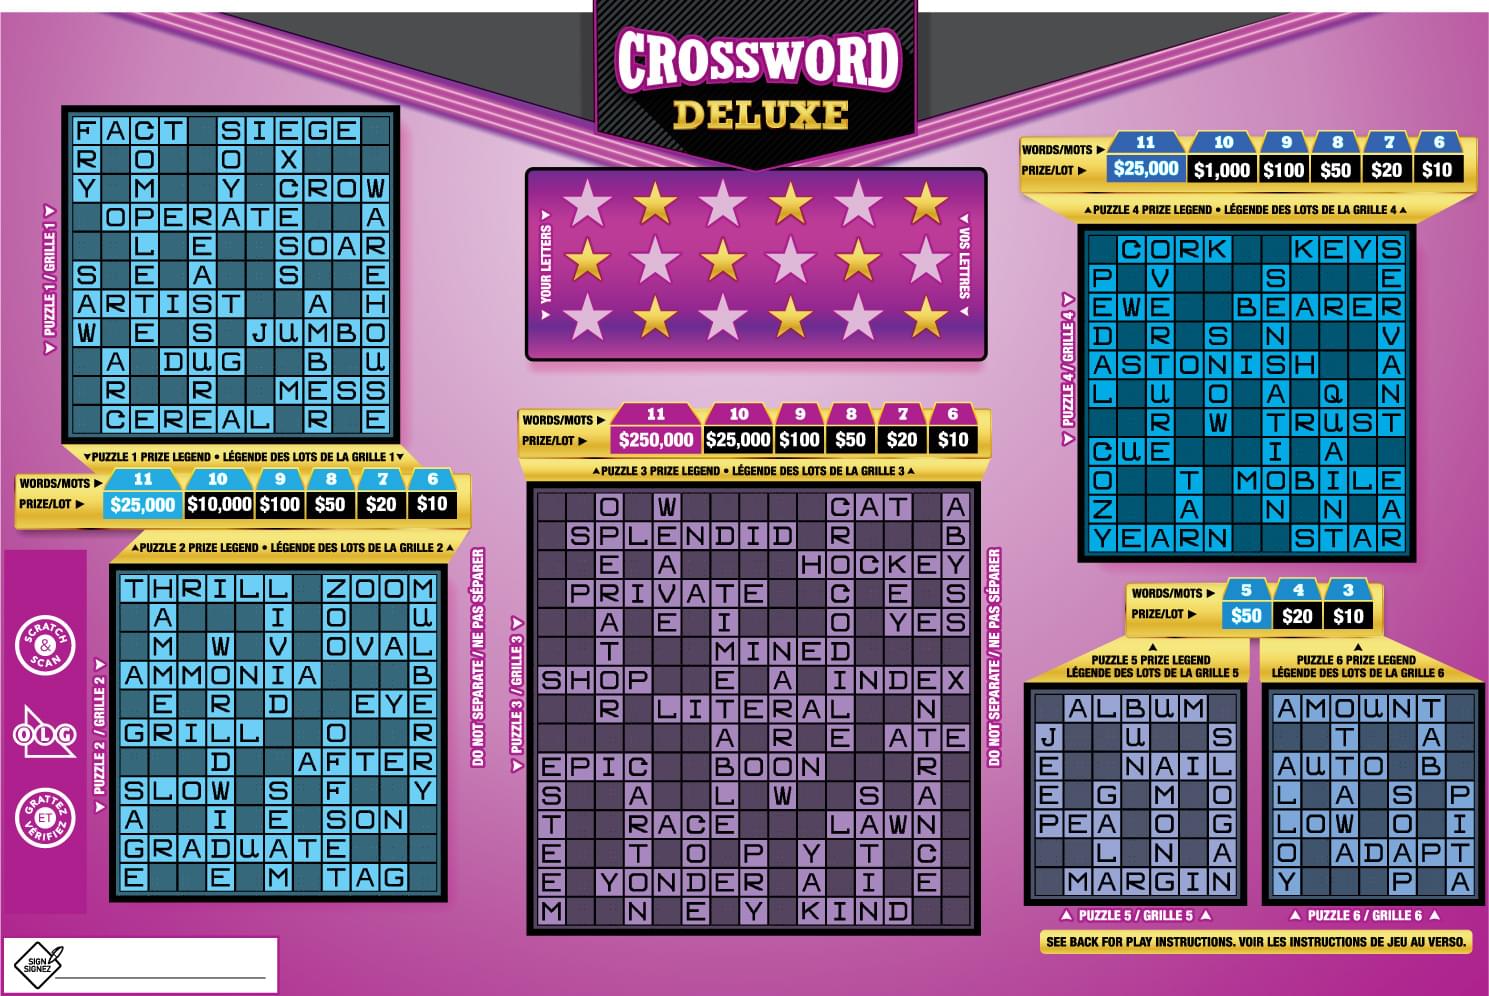 CROSSWORD
DELUXE
PUZZLE 1 / GRILLE 1
FACT SIEGE
R O O X
Y M Y CROW
OPERATE A
L E SOAR
S E A S E
ARTIST A H
W E S JUMBO
A DUG B U
R R MESS
CEREAL R E
PUZZLE 1 PRIZE LEGEND • LÉGENDE DES LOTS DE LA GRILLE 1
WORDS/MOTS 11 10 9 8 7 6
PRIZE/LOT $25,000 $10,000 $100 $50 $20 $10
PUZZLE 2 PRIZE LEGEND • LÉGENDE DES LOTS DE LA GRILLE 2
PUZZLE 2 / GRILLE 2
THRILL ZOOM
A I O U
M W V OVAL
AMMONIA B
E R D EYE
GRILL O R
D AFTER
SLOW S F Y
A I E SON
GRADUATE
E E M TAG
SCRATCH & SCAN
OLG
GRATTEZ ET VÉRIFIEZ
SIGN
SIGNEZ
YOUR LETTERS
VOS LETTRES
WORDS/MOTS 11 10 9 8 7 6
PRIZE/LOT $250,000 $25,000 $100 $50 $20 $10
PUZZLE 3 PRIZE LEGEND • LÉGENDE DES LOTS DE LA GRILLE 3
DO NOT SEPARATE / NE PAS SÉPARER
PUZZLE 3 / GRILLE 3
O W CAT A
SPLENDID R B
E A HOCKEY
PRIVATE C E S
A E I O YES
T MINED
SHOP E A INDEX
R LITERAL N
A R E ATE
EPIC BOON R
S A L W S A
T RACE LAWN
E T O P Y T C
E YONDER A I E
M N E Y KIND
DO NOT SEPARATE / NE PAS SÉPARER
WORDS/MOTS 11 10 9 8 7 6
PRIZE/LOT $25,000 $1,000 $100 $50 $20 $10
PUZZLE 4 PRIZE LEGEND • LÉGENDE DES LOTS DE LA GRILLE 4
PUZZLE 4 / GRILLE 4
CORK KEYS
P V S E
EWE BEARER
D R S N V
ASTONISH A
L U O A Q N
R W TRUST
CUE I A
O T MOBILE
Z A N N A
YEARN STAR
WORDS/MOTS 5 4 3
PRIZE/LOT $50 $20 $10
PUZZLE 5 PRIZE LEGEND
LÉGENDE DES LOTS DE LA GRILLE 5
ALBUM
J U S
E NAIL
E G M O
PEA O G
L N A
MARGIN
PUZZLE 5 / GRILLE 5
PUZZLE 6 PRIZE LEGEND
LÉGENDE DES LOTS DE LA GRILLE 6
AMOUNT
T A
AUTO B
L A S P
LOW O I
O ADAPT
Y P A
PUZZLE 6 / GRILLE 6
SEE BACK FOR PLAY INSTRUCTIONS. VOIR LES INSTRUCTIONS DE JEU AU VERSO.